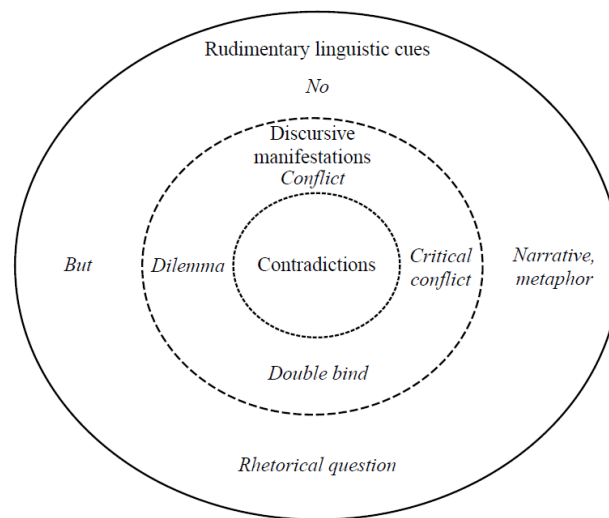 Rudimentary linguistic cues
No
Discursive
manifestations
Conflict
But
Dilemma
Contradictions
Critical
conflict
Narrative,
metaphor
Double bind
Rhetorical question